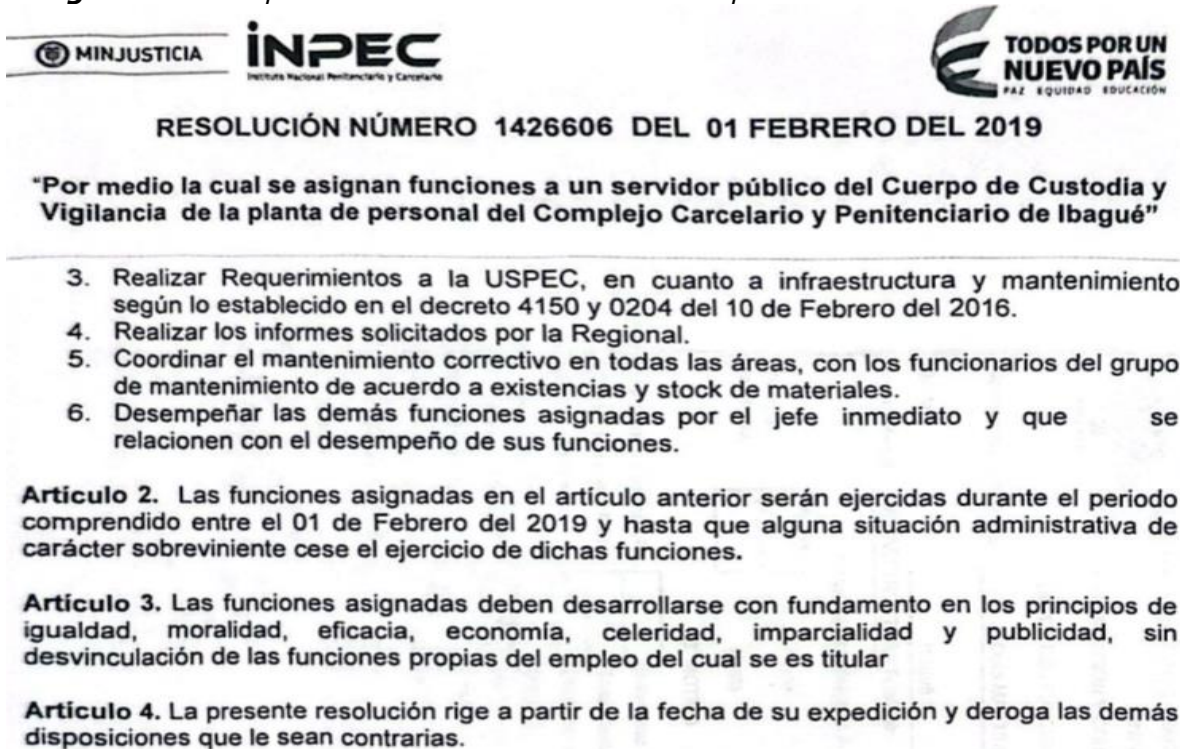 MINJUSTICIA
INPEC
Instituto Nacional Penitenciario y Carcelario
TODOS POR UN
NUEVO PAÍS
PAZ EQUIDAD EDUCACIÓN
RESOLUCIÓN NÚMERO 1426606 DEL 01 FEBRERO DEL 2019
"Por medio la cual se asignan funciones a un servidor público del Cuerpo de Custodia y
Vigilancia de la planta de personal del Complejo Carcelario y Penitenciario de Ibagué"
3. Realizar Requerimientos a la USPEC, en cuanto a infraestructura y mantenimiento
según lo establecido en el decreto 4150 y 0204 del 10 de Febrero del 2016.
4. Realizar los informes solicitados por la Regional.
5. Coordinar el mantenimiento correctivo en todas las áreas, con los funcionarios del grupo
de mantenimiento de acuerdo a existencias y stock de materiales.
6. Desempeñar las demás funciones asignadas por el jefe inmediato y que se
relacionen con el desempeño de sus funciones.
Artículo 2. Las funciones asignadas en el artículo anterior serán ejercidas durante el periodo
comprendido entre el 01 de Febrero del 2019 y hasta que alguna situación administrativa de
carácter sobreviniente cese el ejercicio de dichas funciones.
Artículo 3. Las funciones asignadas deben desarrollarse con fundamento en los principios de
igualdad, moralidad, eficacia, economía, celeridad, imparcialidad y publicidad, sin
desvinculación de las funciones propias del empleo del cual se es titular
Artículo 4. La presente resolución rige a partir de la fecha de su expedición y deroga las demás
disposiciones que le sean contrarias.